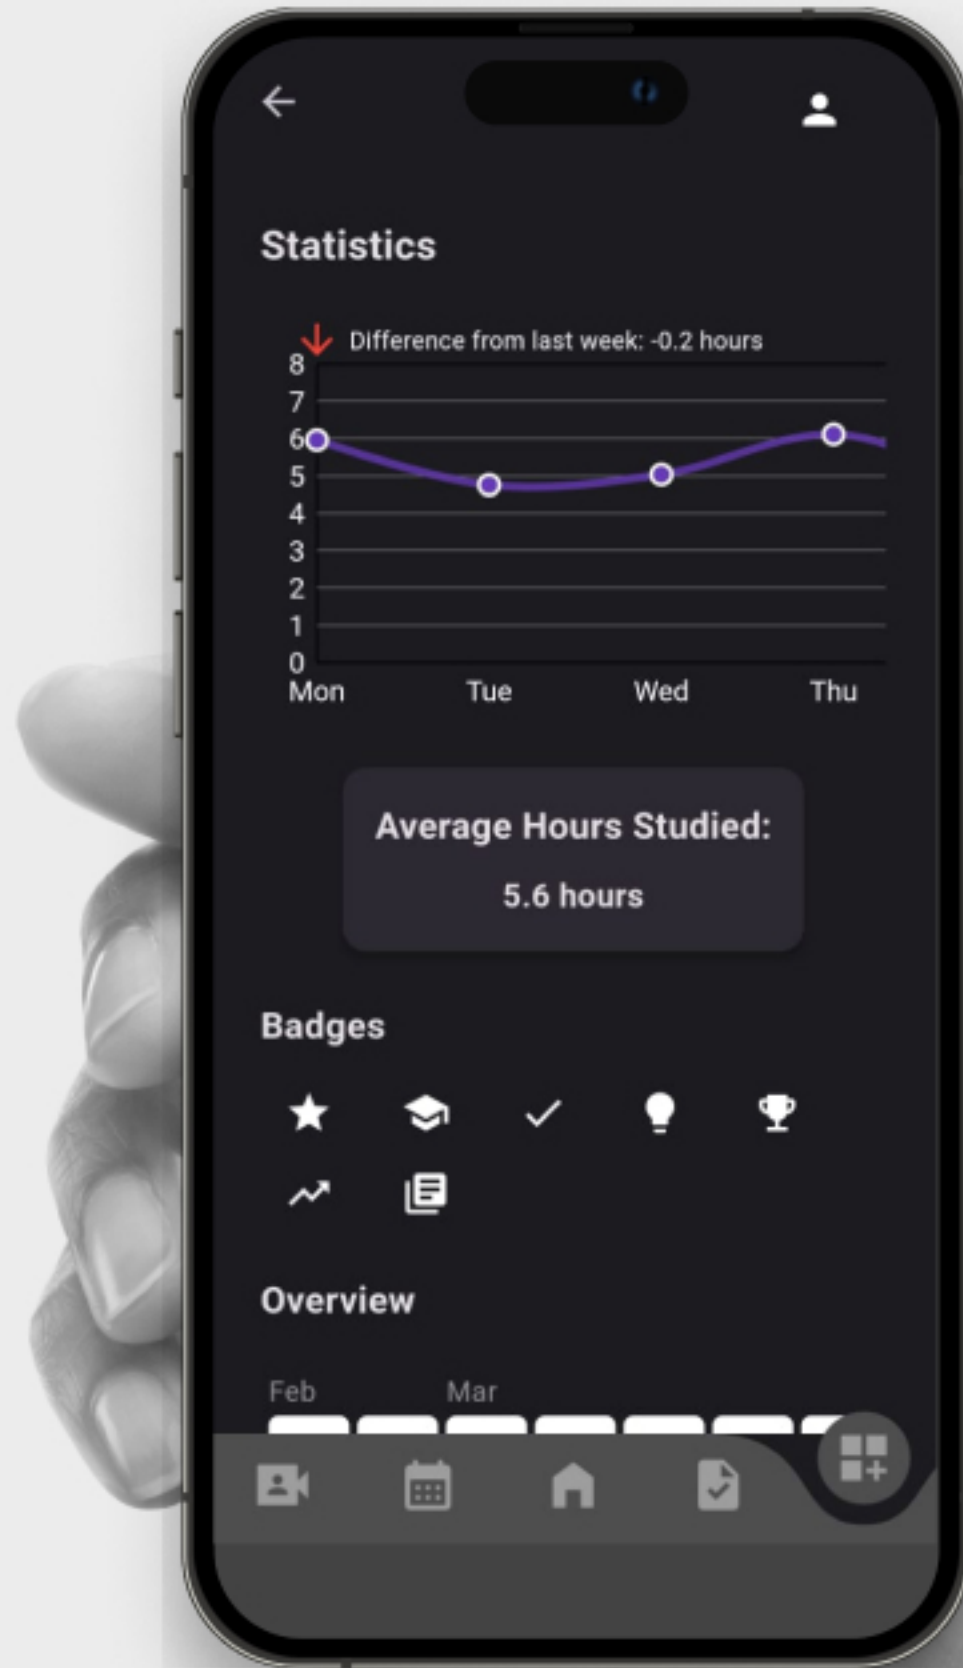 Statistics
Difference from last week: -0.2 hours
8
7
6
5
4
3
2
1
0
Mon Tue Wed Thu
Average Hours Studied:
5.6 hours
Badges
Overview
Feb Mar